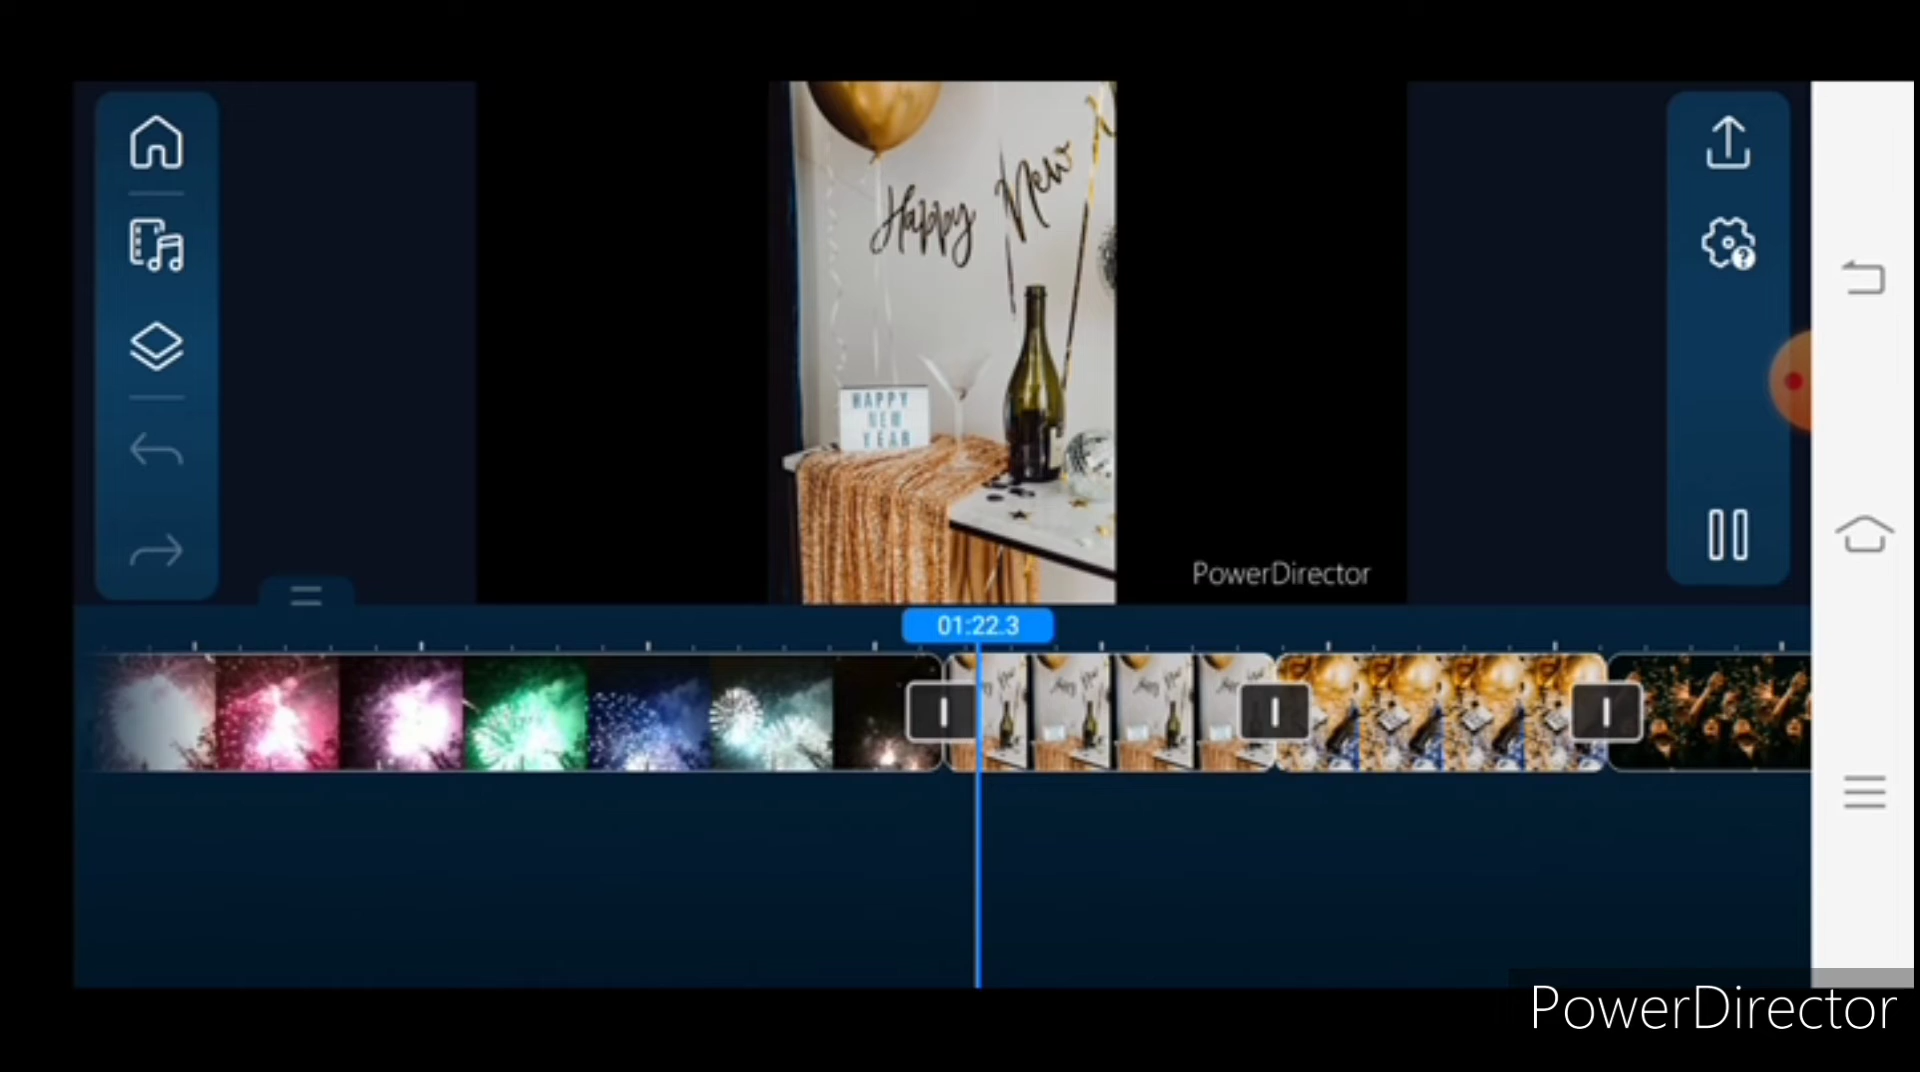 Happy New
HAPPY
NEW
YEAR
PowerDirector
01:22.3
PowerDirector